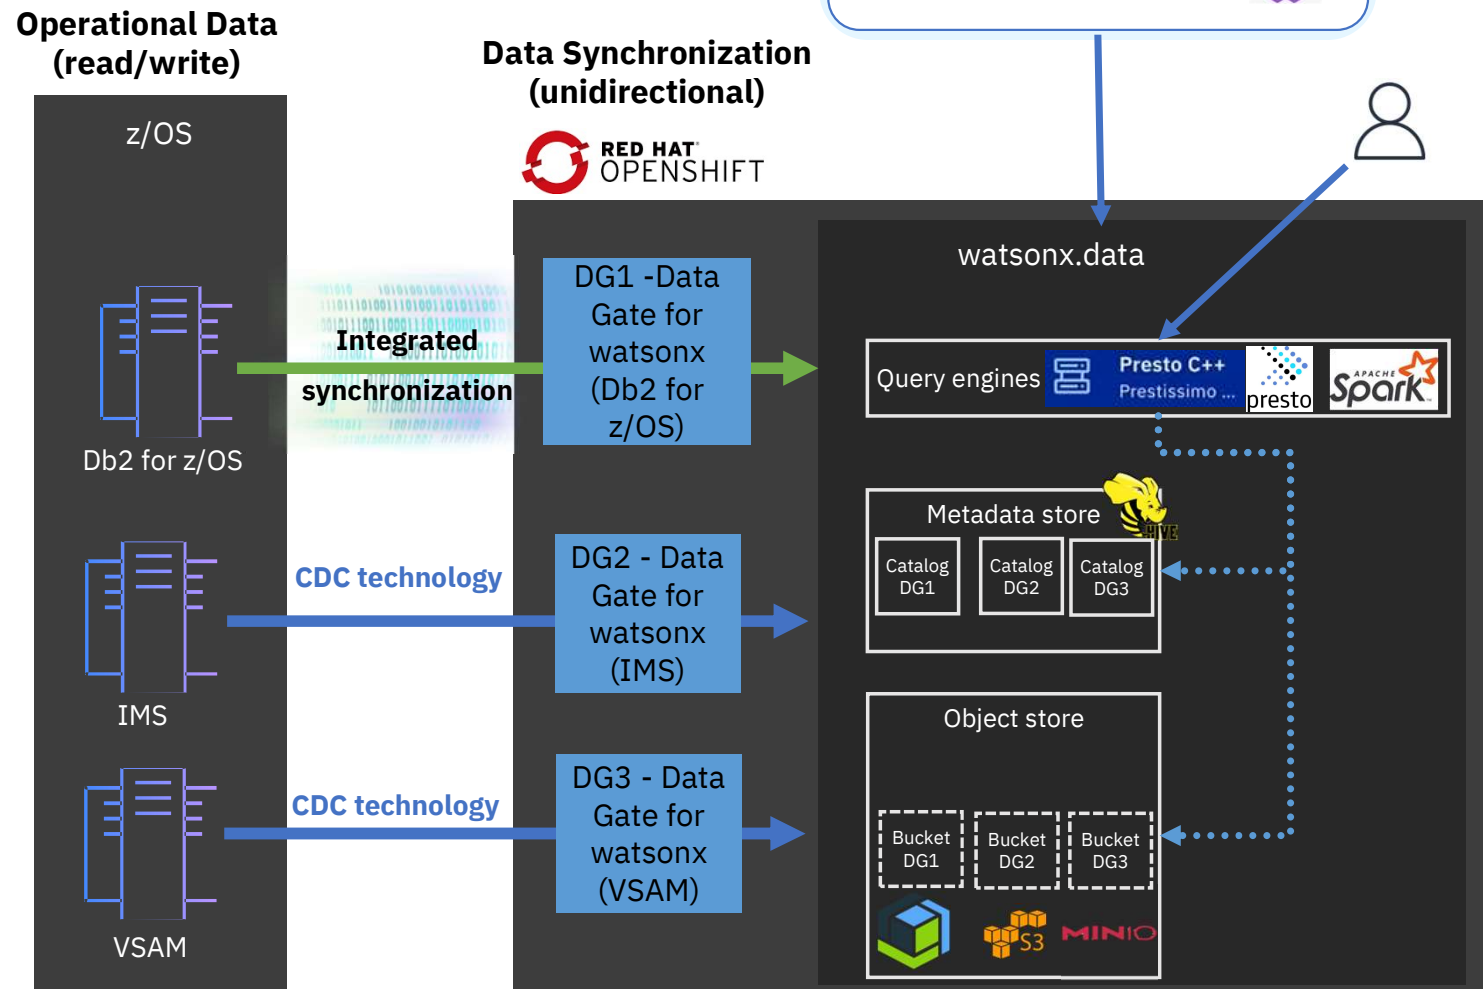 Operational Data
(read/write)
z/OS
Db2 for z/OS
IMS
VSAM
Data Synchronization
(unidirectional)
RED HAT
OPENSHIFT
Integrated
synchronization
CDC technology
CDC technology
DG1 -Data
Gate for
watsonx
(Db2 for
z/OS)
DG2 - Data
Gate for
watsonx
(IMS)
DG3 - Data
Gate for
watsonx
(VSAM)
watsonx.data
Query engines
Presto C++
Prestissimo ...
presto
APACHE
Spark
Metadata store
HIVE
Catalog
DG1
Catalog
DG2
Catalog
DG3
Object store
Bucket
DG1
Bucket
DG2
Bucket
DG3
S3
MINIO